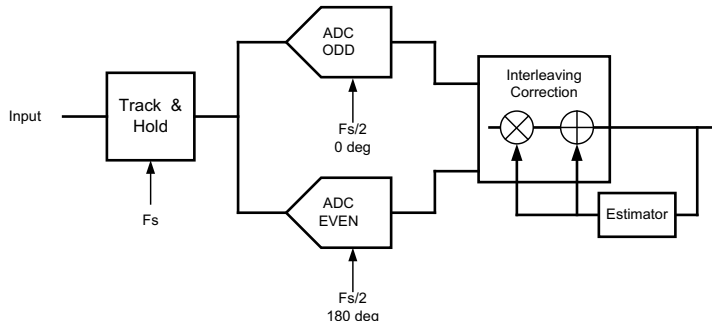 Input
Track & Hold
Fs
ADC
ODD
Fs/2
0 deg
ADC
EVEN
Fs/2
180 deg
Interleaving
Correction
Estimator